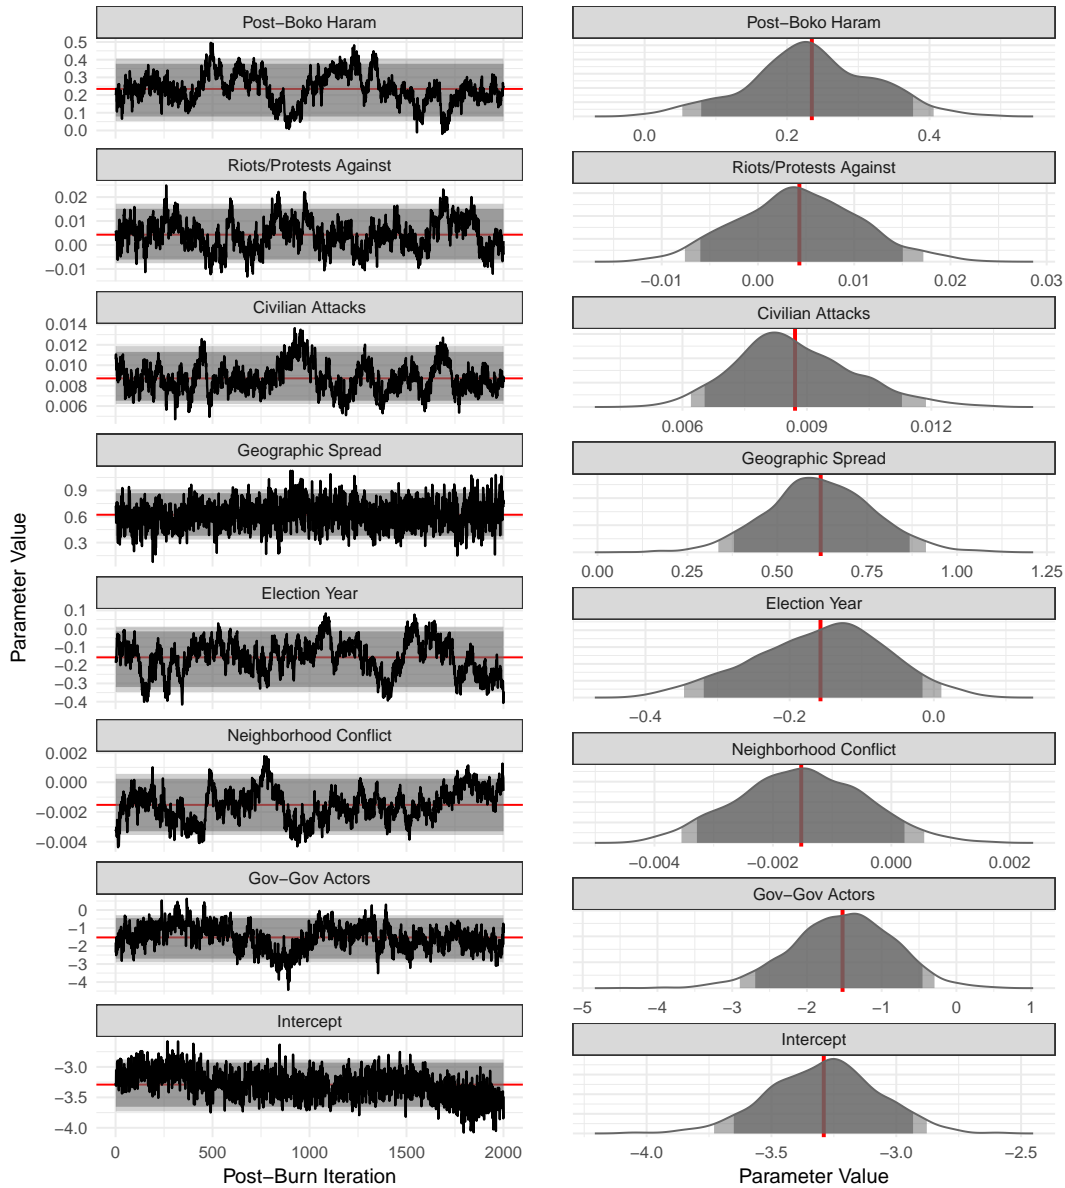 Post−Boko Haram
0.5
0.4
0.3
0.2
0.1
0.0
Riots/Protests Against
0.02
0.01
0.00
−0.01
Civilian Attacks
0.014
0.012
0.010
0.008
0.006
Geographic Spread
0.9
0.6
0.3
Election Year
0.1
0.0
−0.1
−0.2
−0.3
−0.4
Neighborhood Conflict
0.002
0.000
−0.002
−0.004
Gov−Gov Actors
0
−1
−2
−3
−4
Intercept
−3.0
−3.5
−4.0
0 500 1000 1500 2000
Post−Burn Iteration
Parameter Value
Post−Boko Haram
0.0 0.2 0.4
Riots/Protests Against
−0.01 0.00 0.01 0.02 0.03
Civilian Attacks
0.006 0.009 0.012
Geographic Spread
0.00 0.25 0.50 0.75 1.00 1.25
Election Year
−0.4 −0.2 0.0
Neighborhood Conflict
−0.004 −0.002 0.000 0.002
Gov−Gov Actors
−5 −4 −3 −2 −1 0 1
Intercept
−4.0 −3.5 −3.0 −2.5
Parameter Value